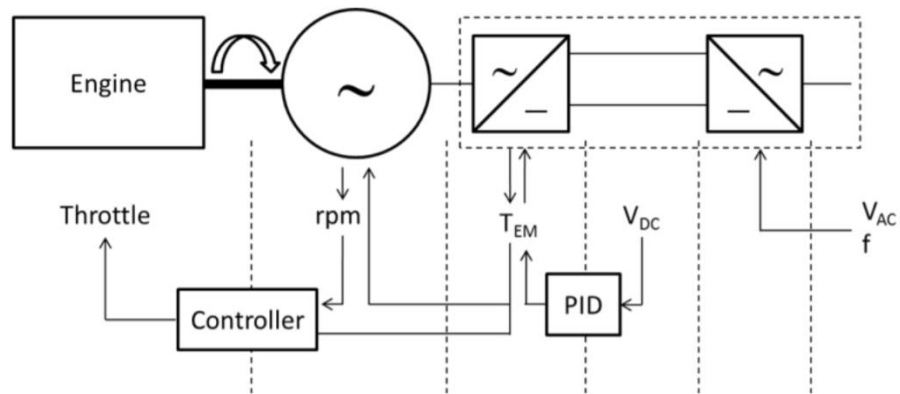 Engine
~
~
–
~
–
Throttle
rpm
T_EM
V_DC
V_AC
f
PID
Controller